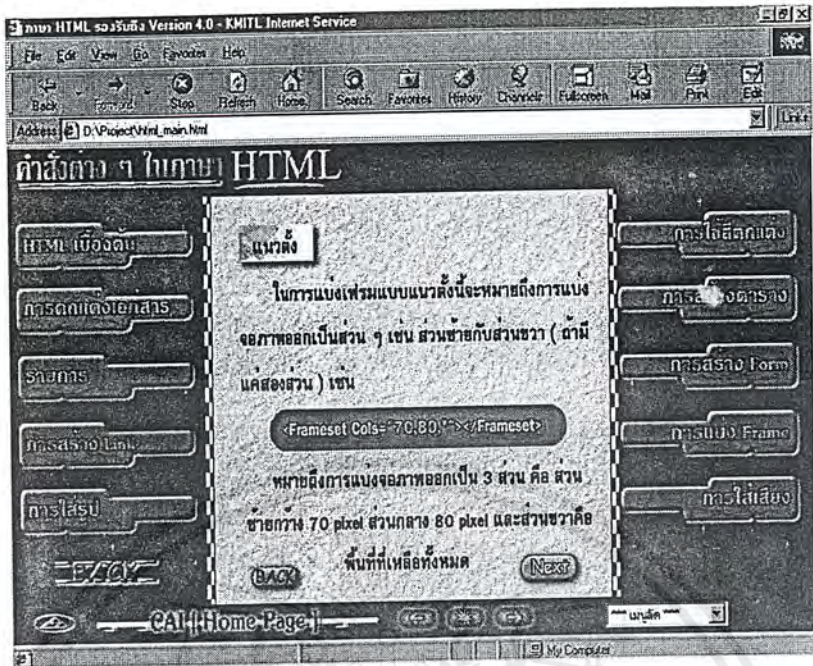 ภาษา HTML รองรับถึง Version 4.0 - KMITL Internet Service
File Edit View Go Favorites Help
Back Forward Stop Refresh Home Search Favorites History Channels Fullscreen Mail Print Edit
Address D:\Project\html_main.html Links
คำสั่งต่าง ๆ ในภาษา HTML
HTML เบื้องต้น
การตกแต่งเอกสาร
รายการ
การสร้าง Link
การใส่รูป
BACK
แนวตั้ง
ในการแบ่งเฟรมแบบแนวตั้งนี้จะหมายถึงการแบ่ง
จอภาพออกเป็นส่วน ๆ เช่น ส่วนซ้ายกับส่วนขวา ( ถ้ามี
แค่สองส่วน ) เช่น
<Frameset Cols="70,80,*"></Frameset>
หมายถึงการแบ่งจอภาพออกเป็น 3 ส่วน คือ ส่วน
ซ้ายกว้าง 70 pixel ส่วนกลาง 80 pixel และส่วนขวาคือ
พื้นที่ที่เหลือทั้งหมด
BACK Next
การใช้สีตกแต่ง
การสร้างตาราง
การสร้าง Form
การแบ่ง Frame
การใส่เสียง
CAI [ Home Page ]
*** เมนูลัด ***
My Computer